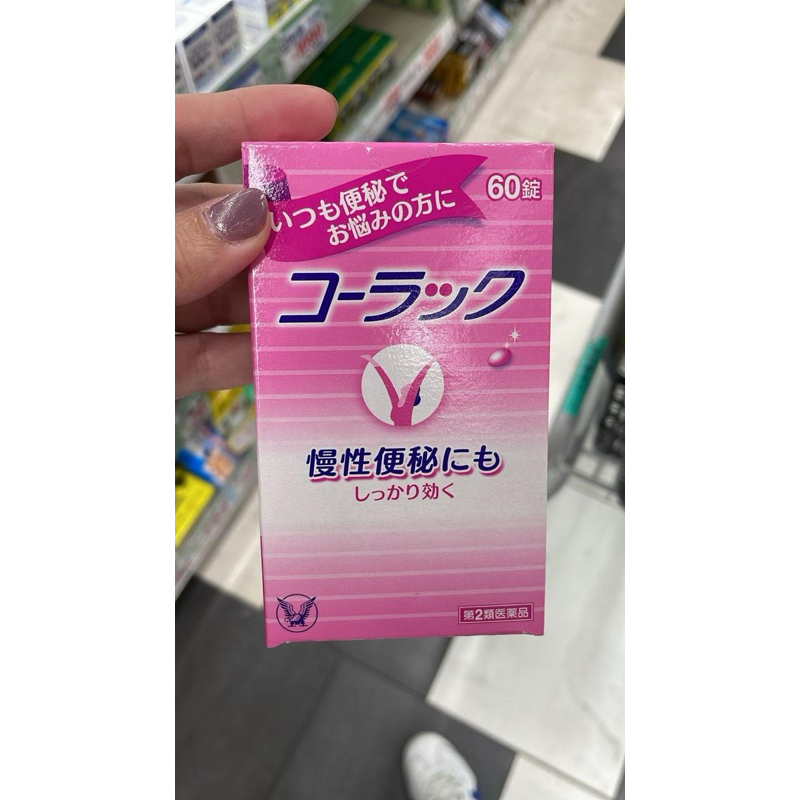 いつも便秘で
お悩みの方に
60錠
コーラック
慢性便秘にも
しっかり効く
第2類医薬品